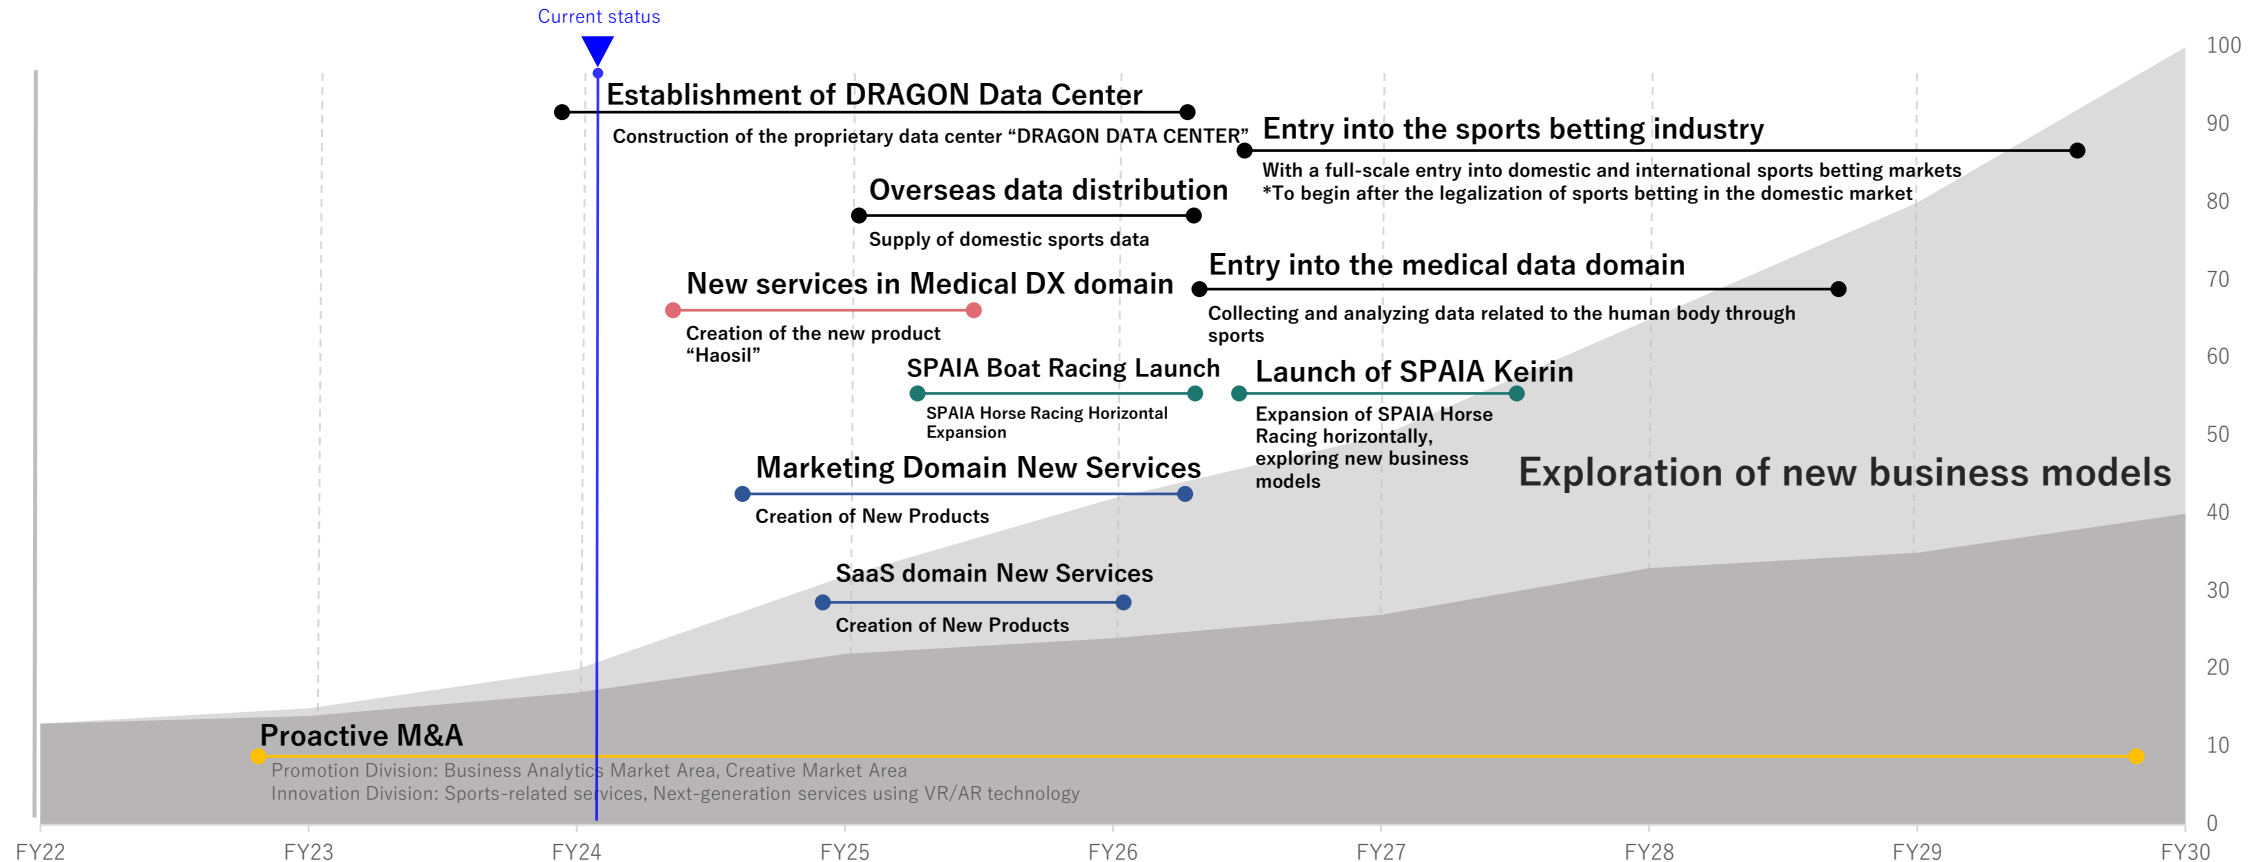 Current status
Establishment of DRAGON Data Center
Construction of the proprietary data center “DRAGON DATA CENTER”
Entry into the sports betting industry
With a full-scale entry into domestic and international sports betting markets
*To begin after the legalization of sports betting in the domestic market
Overseas data distribution
Supply of domestic sports data
Entry into the medical data domain
Collecting and analyzing data related to the human body through
sports
New services in Medical DX domain
Creation of the new product
“Haosil”
SPAIA Boat Racing Launch
SPAIA Horse Racing Horizontal
Expansion
Launch of SPAIA Keirin
Expansion of SPAIA Horse
Racing horizontally,
exploring new business
models
Marketing Domain New Services
Creation of New Products
Exploration of new business models
SaaS domain New Services
Creation of New Products
Proactive M&A
Promotion Division: Business Analytics Market Area, Creative Market Area
Innovation Division: Sports-related services, Next-generation services using VR/AR technology
100
90
80
70
60
50
40
30
20
10
0
FY22
FY23
FY24
FY25
FY26
FY27
FY28
FY29
FY30